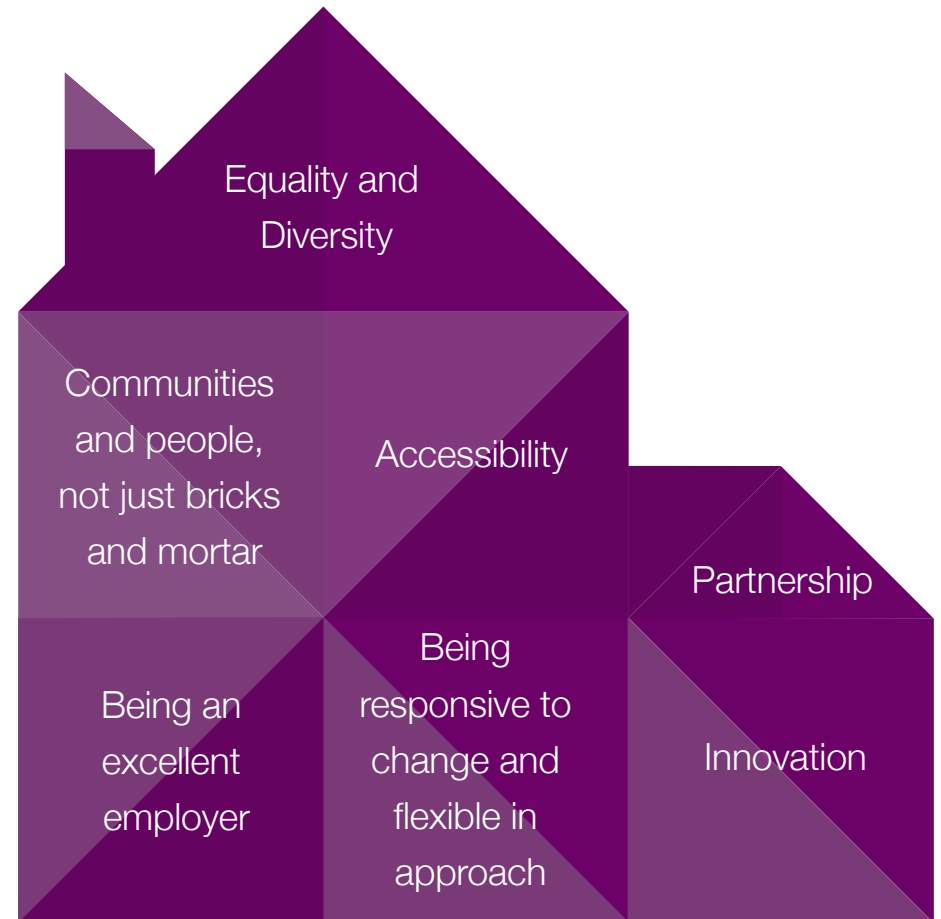 Equality and
Diversity
Communities
and people,
not just bricks
and mortar
Accessibility
Partnership
Being an
excellent
employer
Being
responsive to
change and
flexible in
approach
Innovation